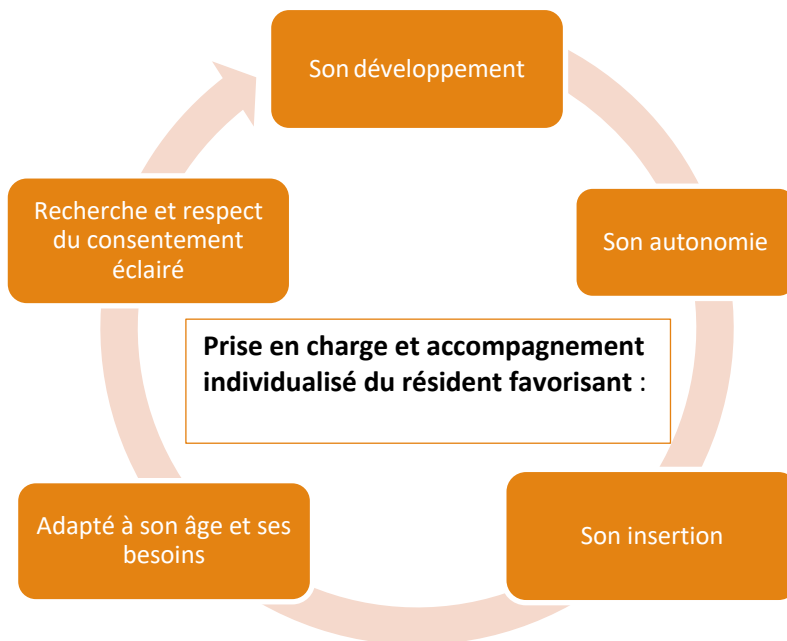 Son développement
Son autonomie
Son insertion
Adapté à son âge et ses
besoins
Recherche et respect
du consentement
éclairé
Prise en charge et accompagnement
individualisé du résident favorisant :